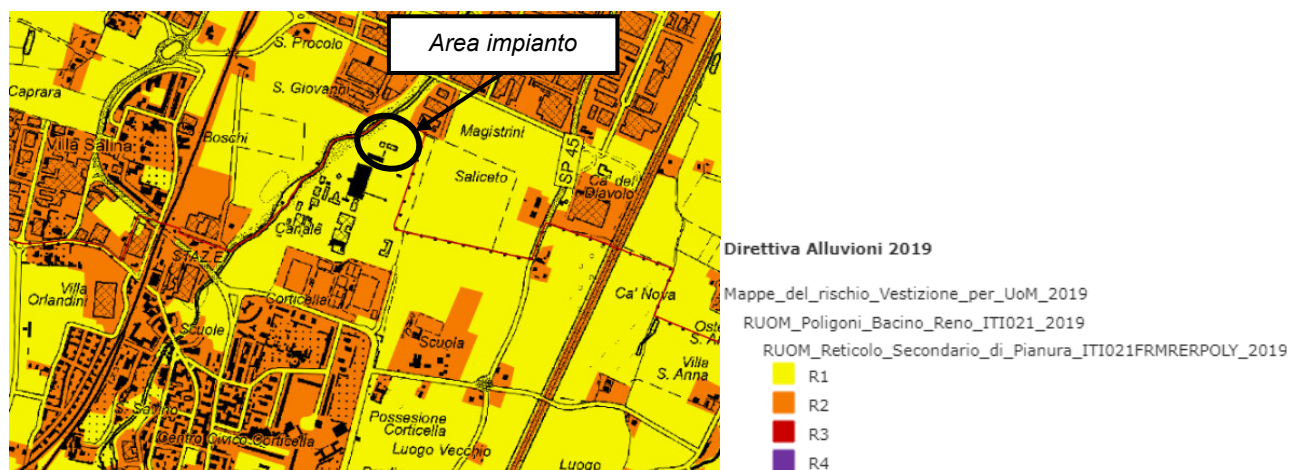 S. Procolo
Area impianto
Caprara
S. Giovanni
Boschi
Magistrini
Villa Salina
SP 45
Saliceto
Ca' del
Diavolo
Canale
STAZ.E
Villa
Orlandini
Corticella
Ca' Nova
Scuole
Scuola
Villa
S. Anna
S. Savino
Possesione
Corticella
Centro Civico Corticella
Luogo Vecchio
Luogo
Direttiva Alluvioni 2019
Mappe_del_rischio_Vestizione_per_UoM_2019
RUOM_Poligoni_Bacino_Reno_ITI021_2019
RUOM_Reticolo_Secondario_di_Pianura_ITI021FRMRERPOLY_2019
R1
R2
R3
R4